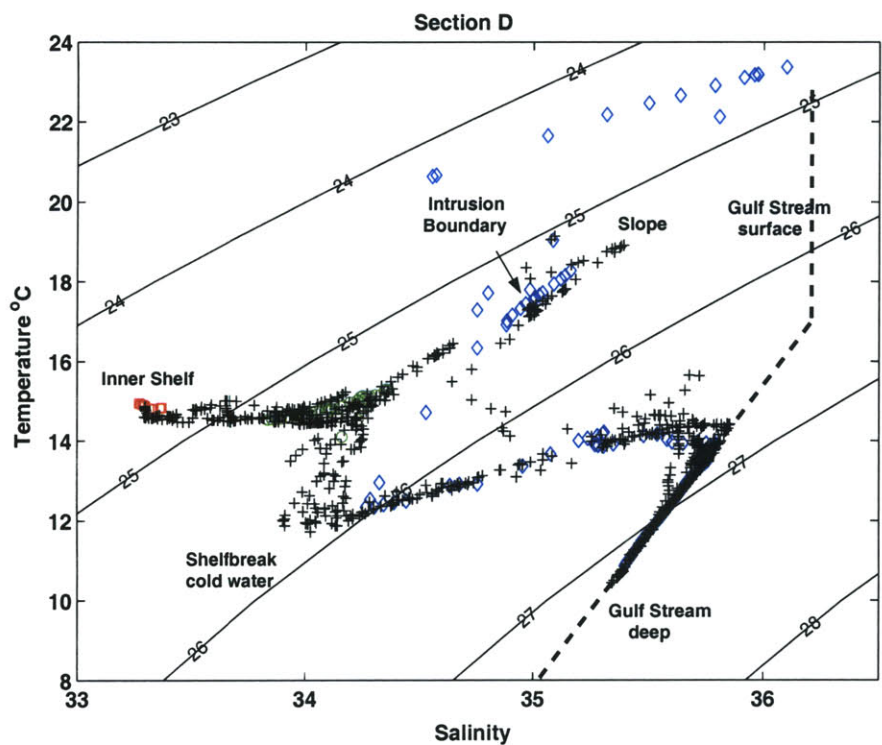 Section D
24
22
20
18
16
14
12
10
8
Temperature °C
33
34
35
36
Salinity
23
24
25
24
25
26
24
25
26
25
26
27
26
27
28
Intrusion
Boundary
Slope
Gulf Stream
surface
Inner Shelf
Shelfbreak
cold water
Gulf Stream
deep